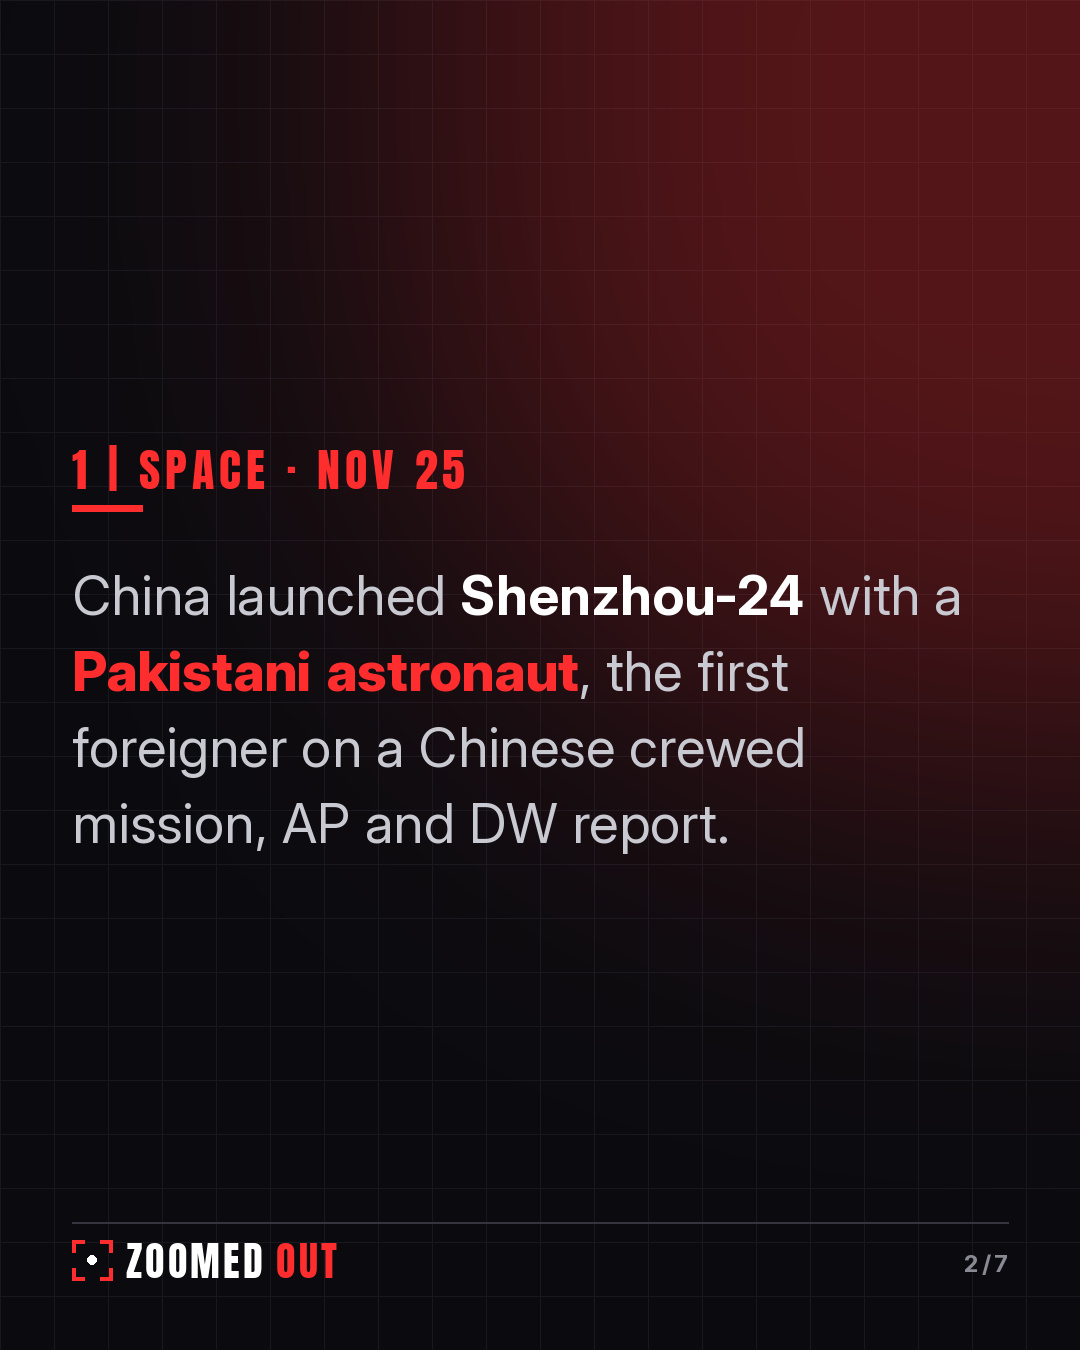 1 | SPACE · NOV 25
China launched Shenzhou-24 with a
Pakistani astronaut, the first
foreigner on a Chinese crewed
mission, AP and DW report.
ZOOMED OUT
2/7